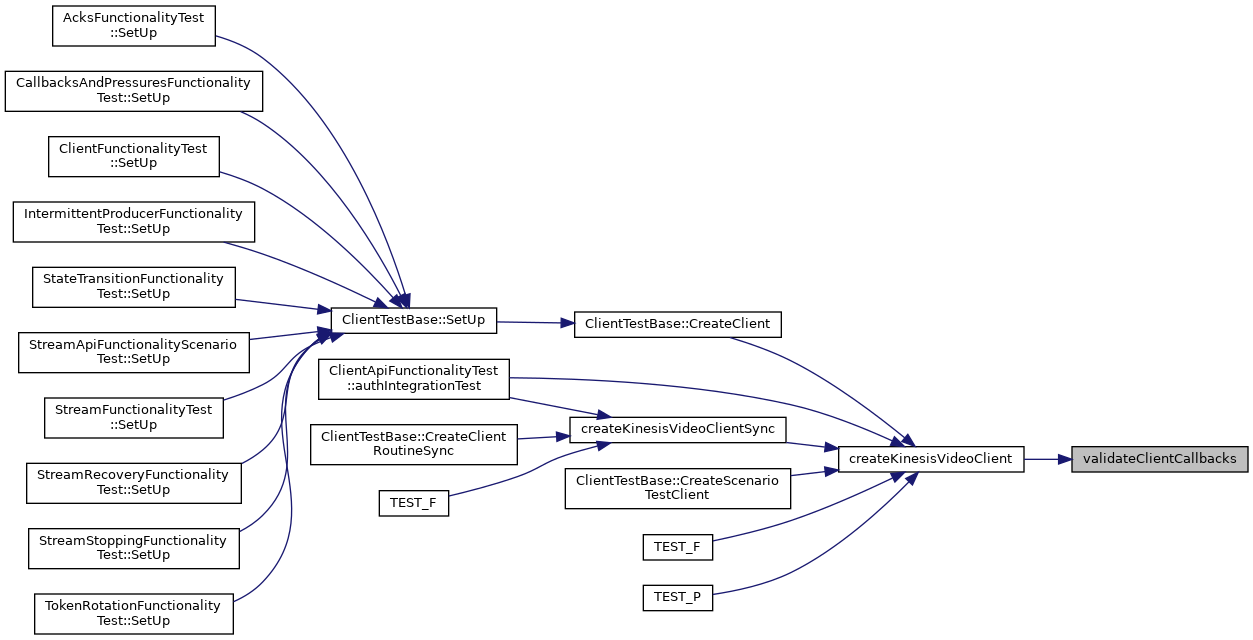 AcksFunctionalityTest
::SetUp
CallbacksAndPressuresFunctionality
Test::SetUp
ClientFunctionalityTest
::SetUp
IntermittentProducerFunctionality
Test::SetUp
StateTransitionFunctionality
Test::SetUp
StreamApiFunctionalityScenario
Test::SetUp
StreamFunctionalityTest
::SetUp
StreamRecoveryFunctionality
Test::SetUp
StreamStoppingFunctionality
Test::SetUp
TokenRotationFunctionality
Test::SetUp
ClientTestBase::SetUp
ClientApiFunctionalityTest
::authIntegrationTest
ClientTestBase::CreateClient
RoutineSync
TEST_F
ClientTestBase::CreateClient
createKinesisVideoClientSync
ClientTestBase::CreateScenario
TestClient
TEST_F
TEST_P
createKinesisVideoClient
validateClientCallbacks